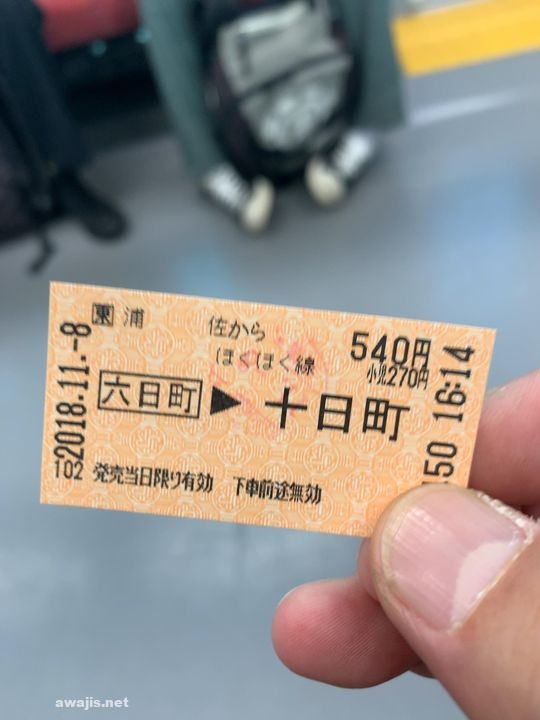 東 浦
佐から
540円
ほくほく線
小児270円
六日町 ▶ 十日町
2018.11.-8
50 16:14
102 発売当日限り有効 下車前途無効
awajis.net